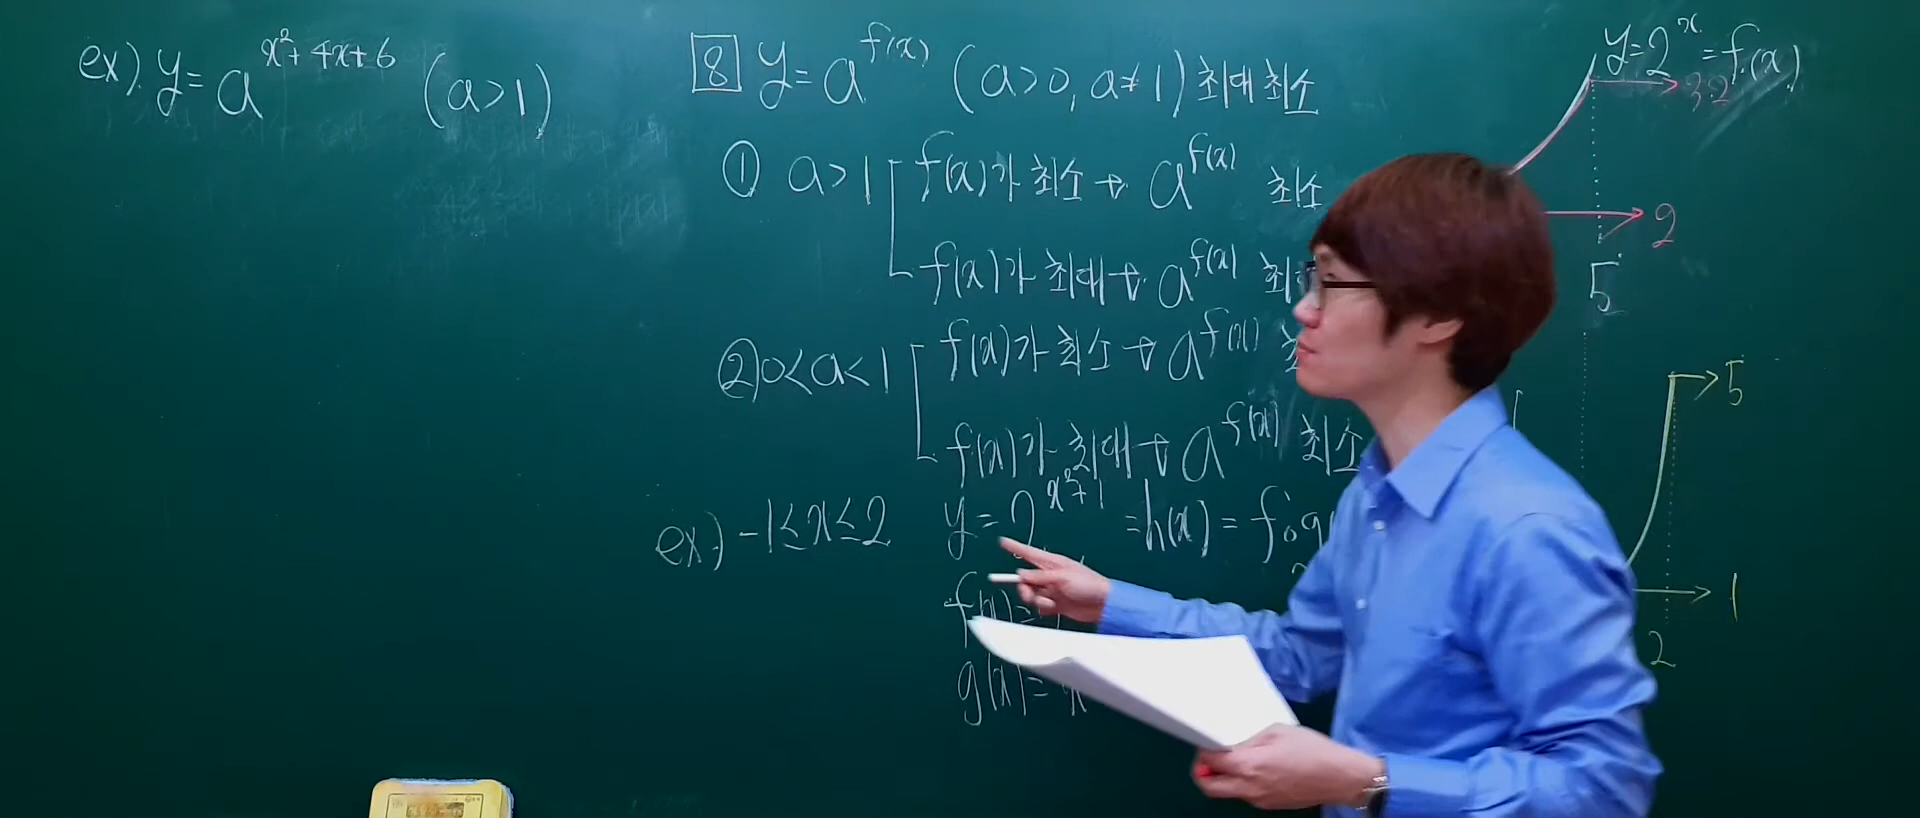 ex) y = a^{x²+4x+6} (a>1)
8 y = a^{f(x)} (a>0, a≠1) 최대 최소
① a>1 f(x)가 최소 → a^{f(x)} 최소
f(x)가 최대 → a^{f(x)}
② 0<a<1 f(x)가 최소 → a^{f(x)}
f(x)가 최대 → a^{f(x)} 최소
ex) -1≤x≤2 y = 2^{x²+1} = h(x) = f∘g
f(x) =
g(x) = x
y = 2^x = f(x)
32
2
5
5
1
2